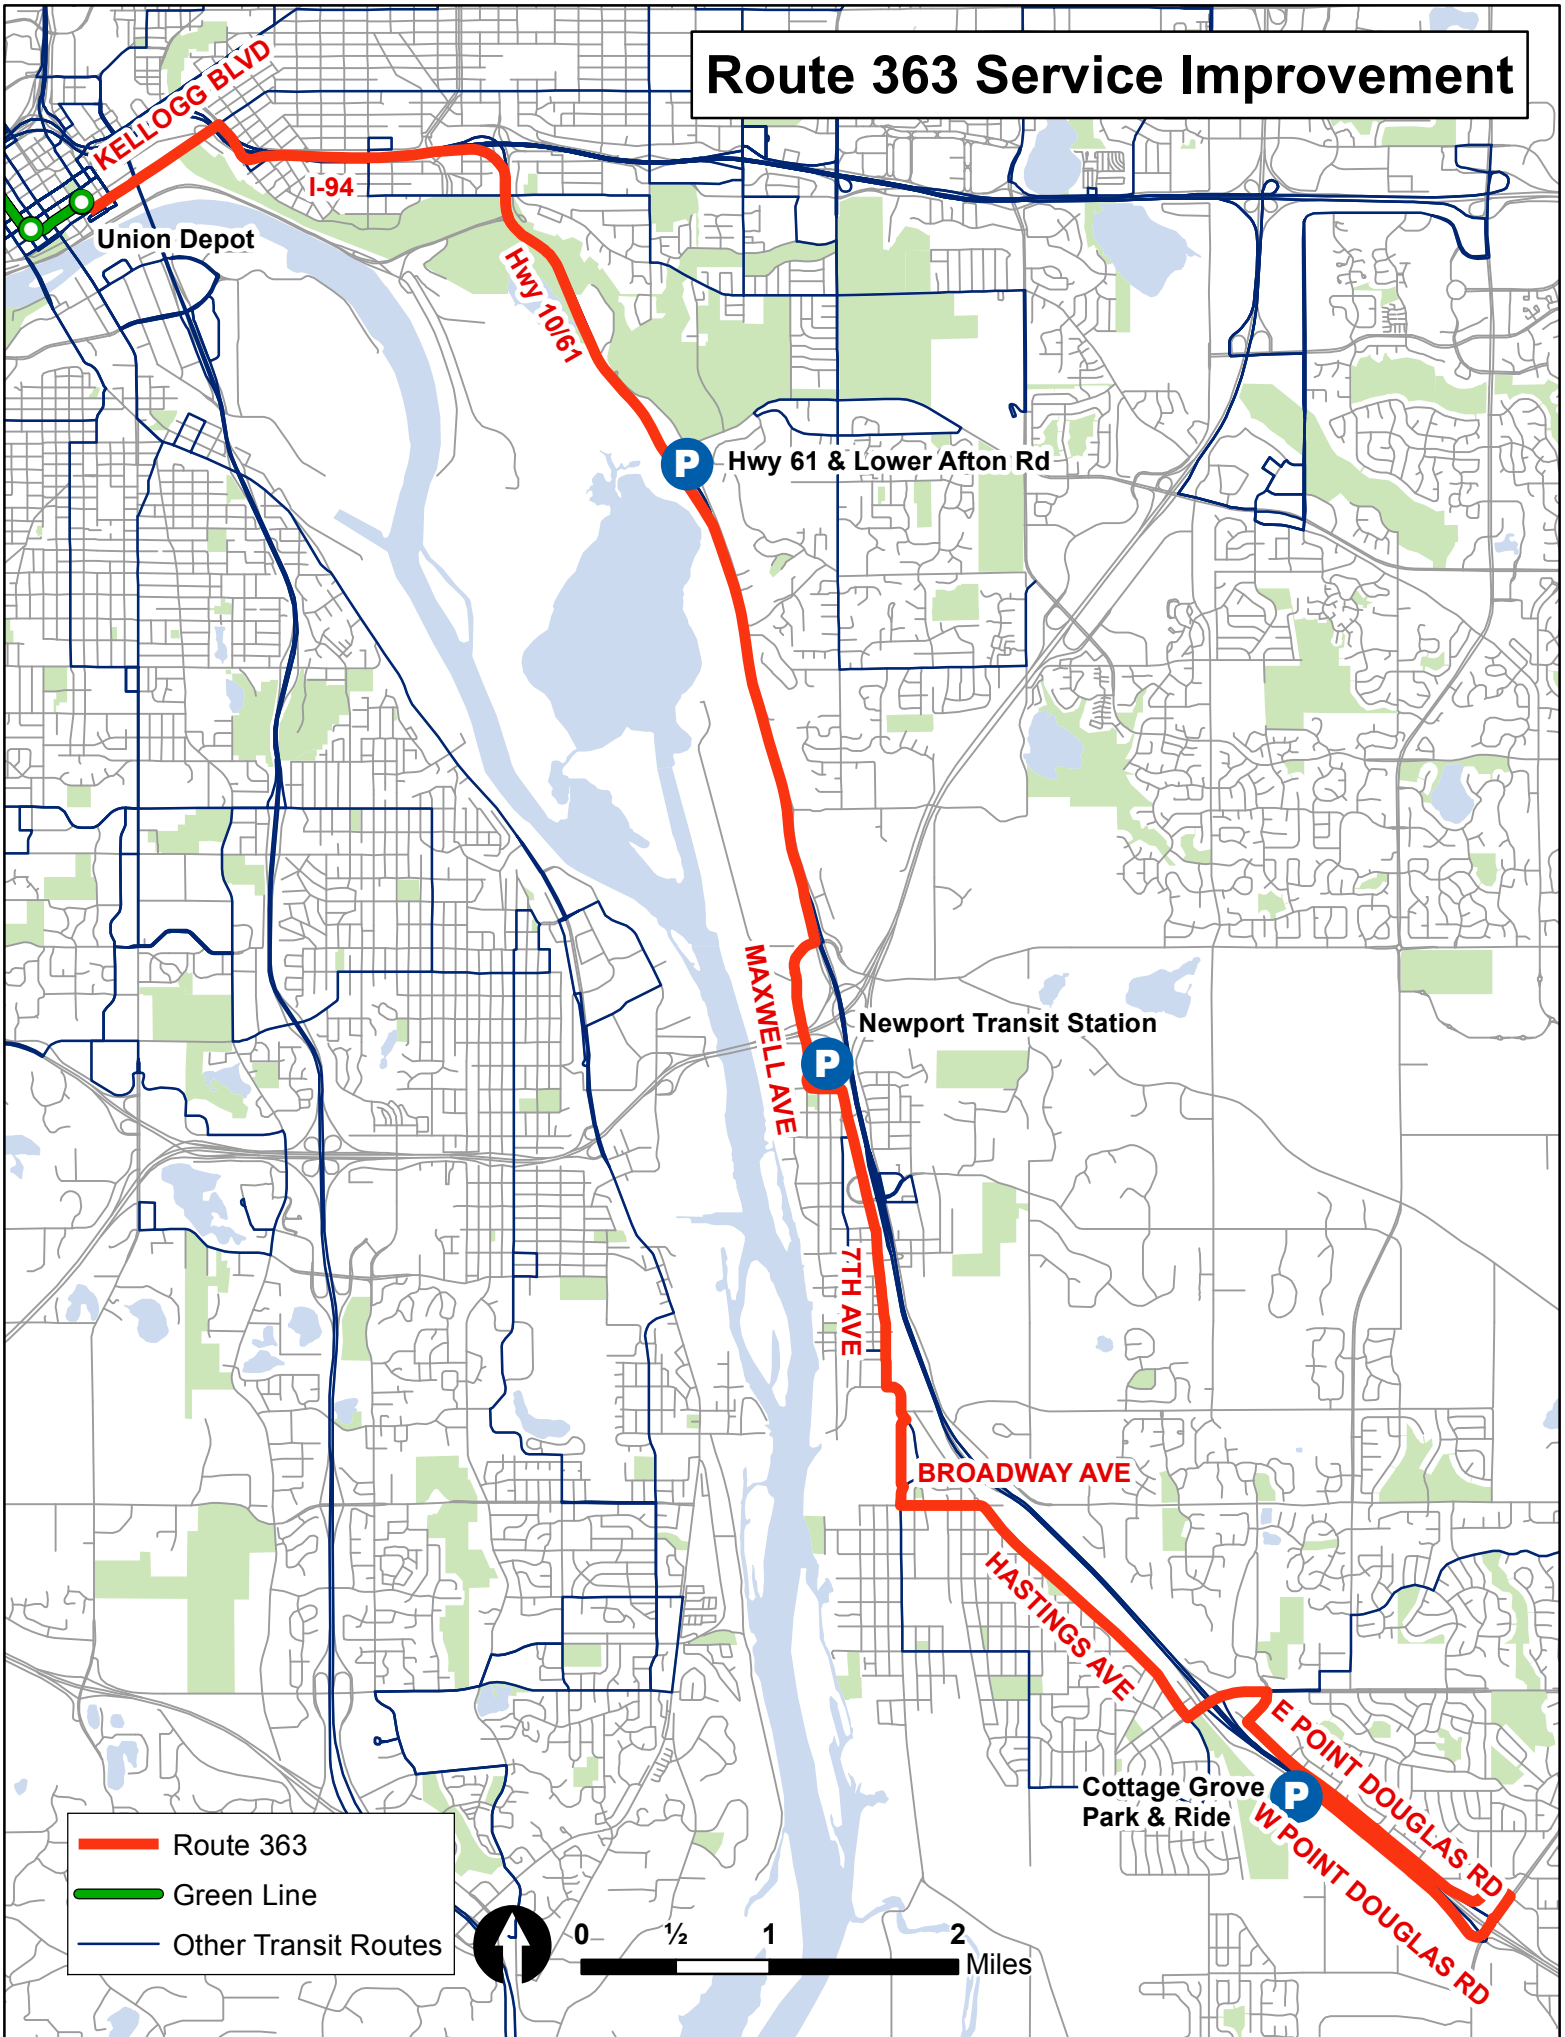 Route 363 Service Improvement
KELLOGG BLVD
I-94
Union Depot
Hwy 10/61
P
Hwy 61 & Lower Afton Rd
MAXWELL AVE
Newport Transit Station
P
7TH AVE
BROADWAY AVE
HASTINGS AVE
E POINT DOUGLAS RD
Cottage Grove
Park & Ride
P
W POINT DOUGLAS RD
Route 363
Green Line
Other Transit Routes
0 ½ 1 2
Miles